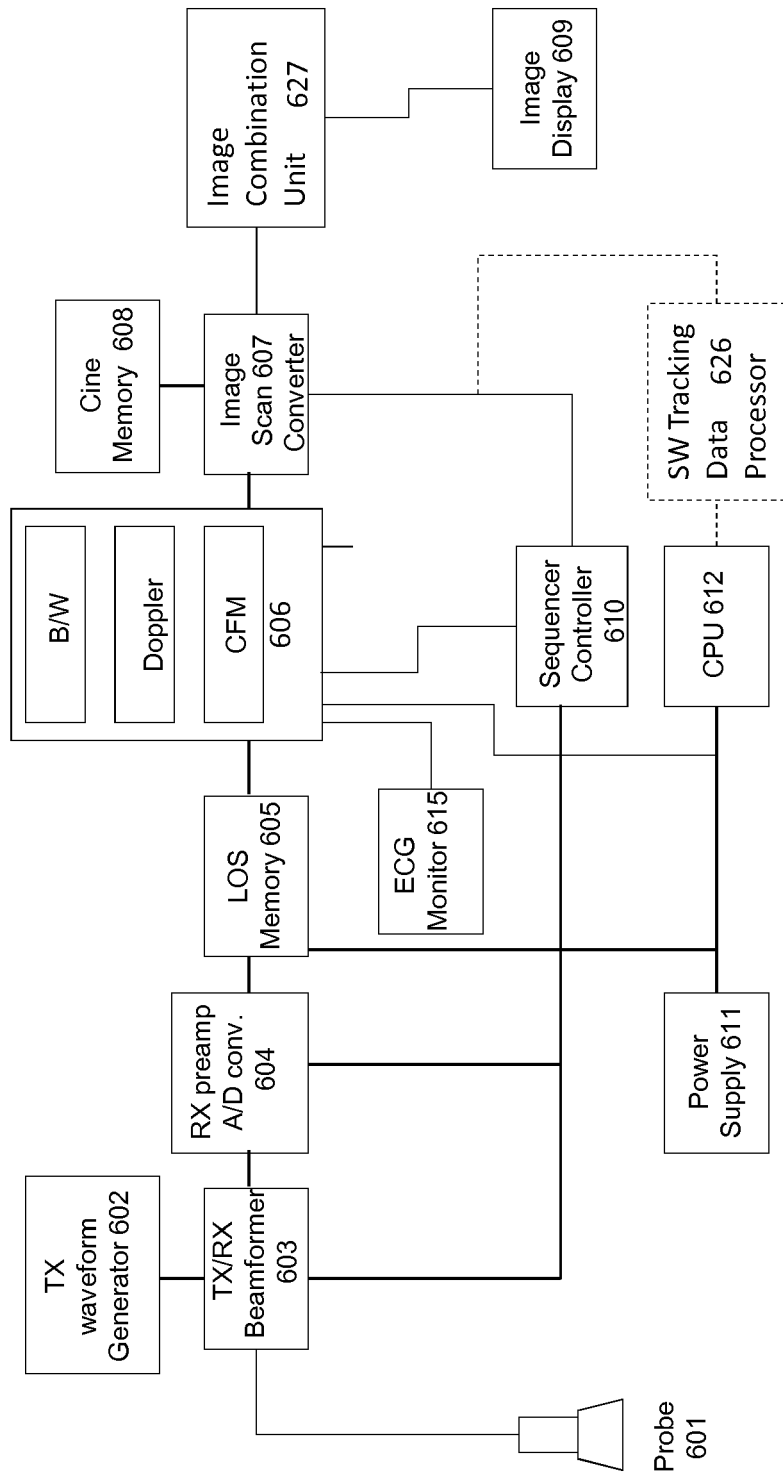 TX
waveform
Generator 602
TX/RX
Beamformer
603
Probe
601
RX preamp
A/D conv.
604
LOS
Memory 605
B/W
Doppler
CFM
606
Cine
Memory 608
Image
Scan 607
Converter
Image
Combination
Unit 627
Image
Display 609
ECG
Monitor 615
Sequencer
Controller
610
Power
Supply 611
CPU 612
SW Tracking
Data 626
Processor